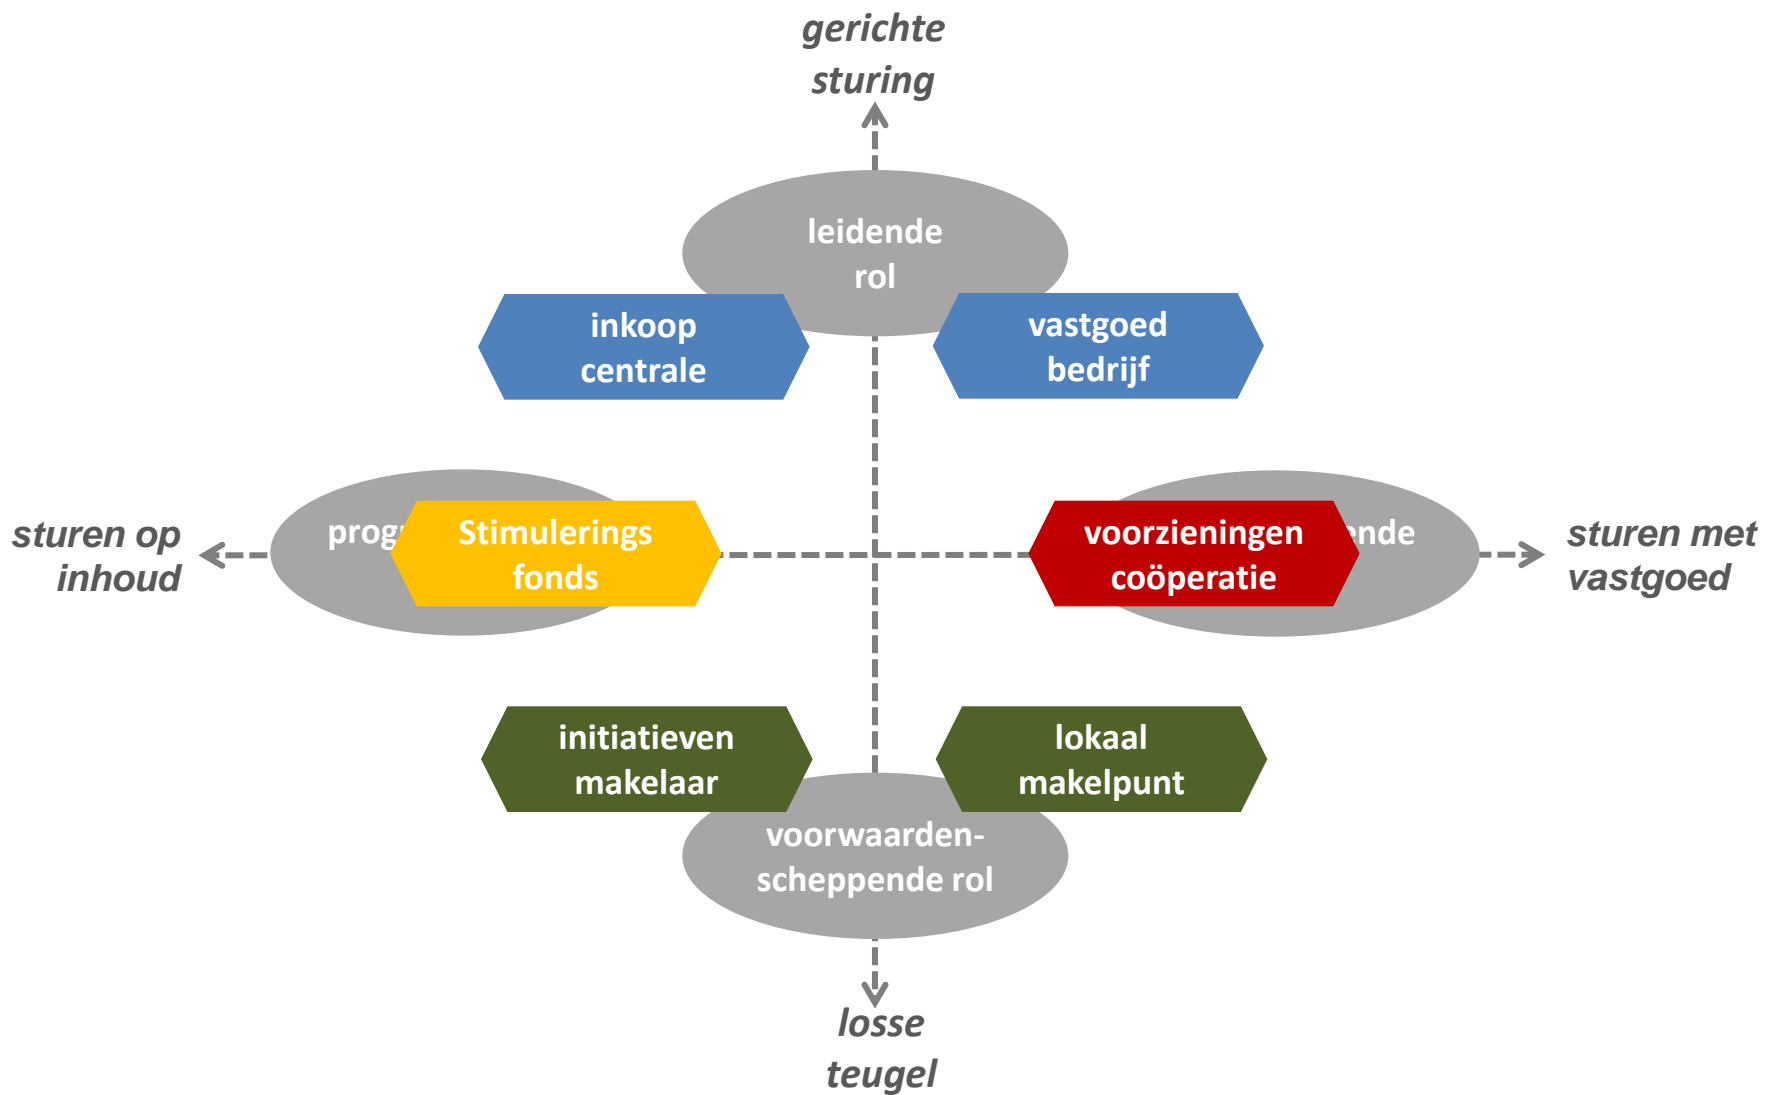 gerichte
sturing
leidende
rol
inkoop
centrale
vastgoed
bedrijf
sturen op
inhoud
Stimulerings
fonds
voorzieningen
coöperatie
sturen met
vastgoed
initiatieven
makelaar
lokaal
makelpunt
voorwaarden-
scheppende rol
losse
teugel